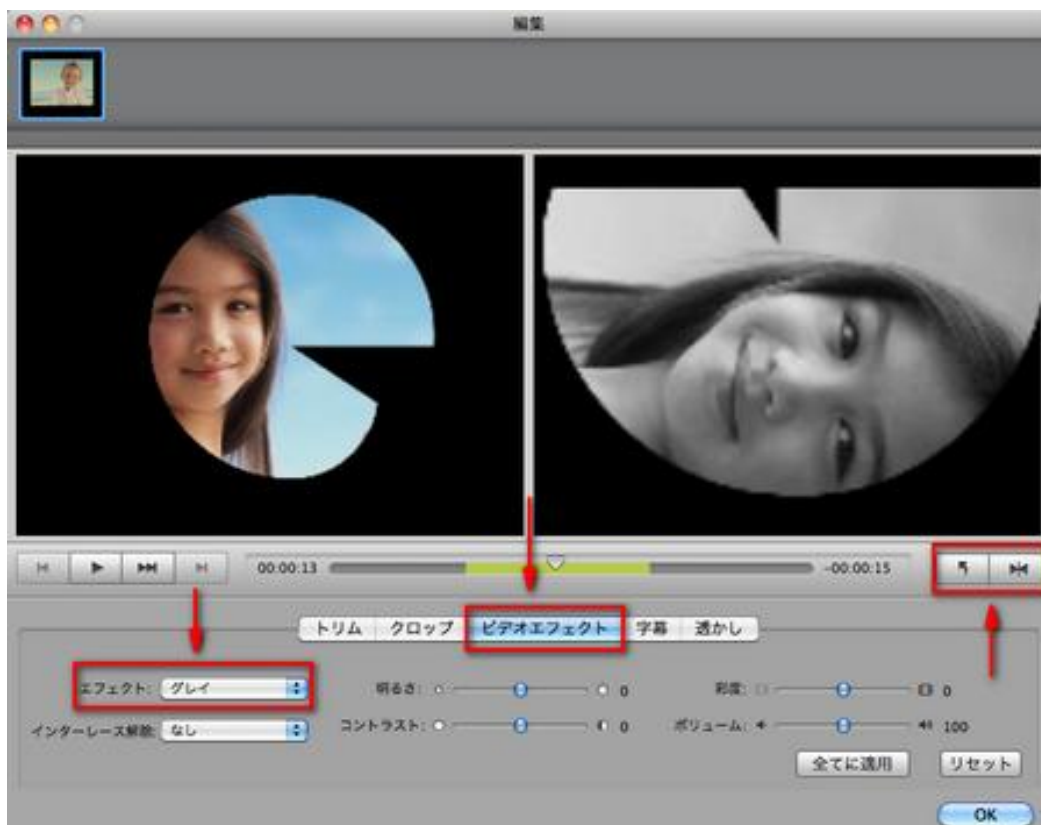 編集
00:00:13 -00:00:15
トリム クロップ ビデオエフェクト 字幕 透かし
エフェクト: グレイ 明るさ: 0 彩度: 0
インターレース解除: なし コントラスト: 0 ボリューム: 100
全てに適用 リセット
OK